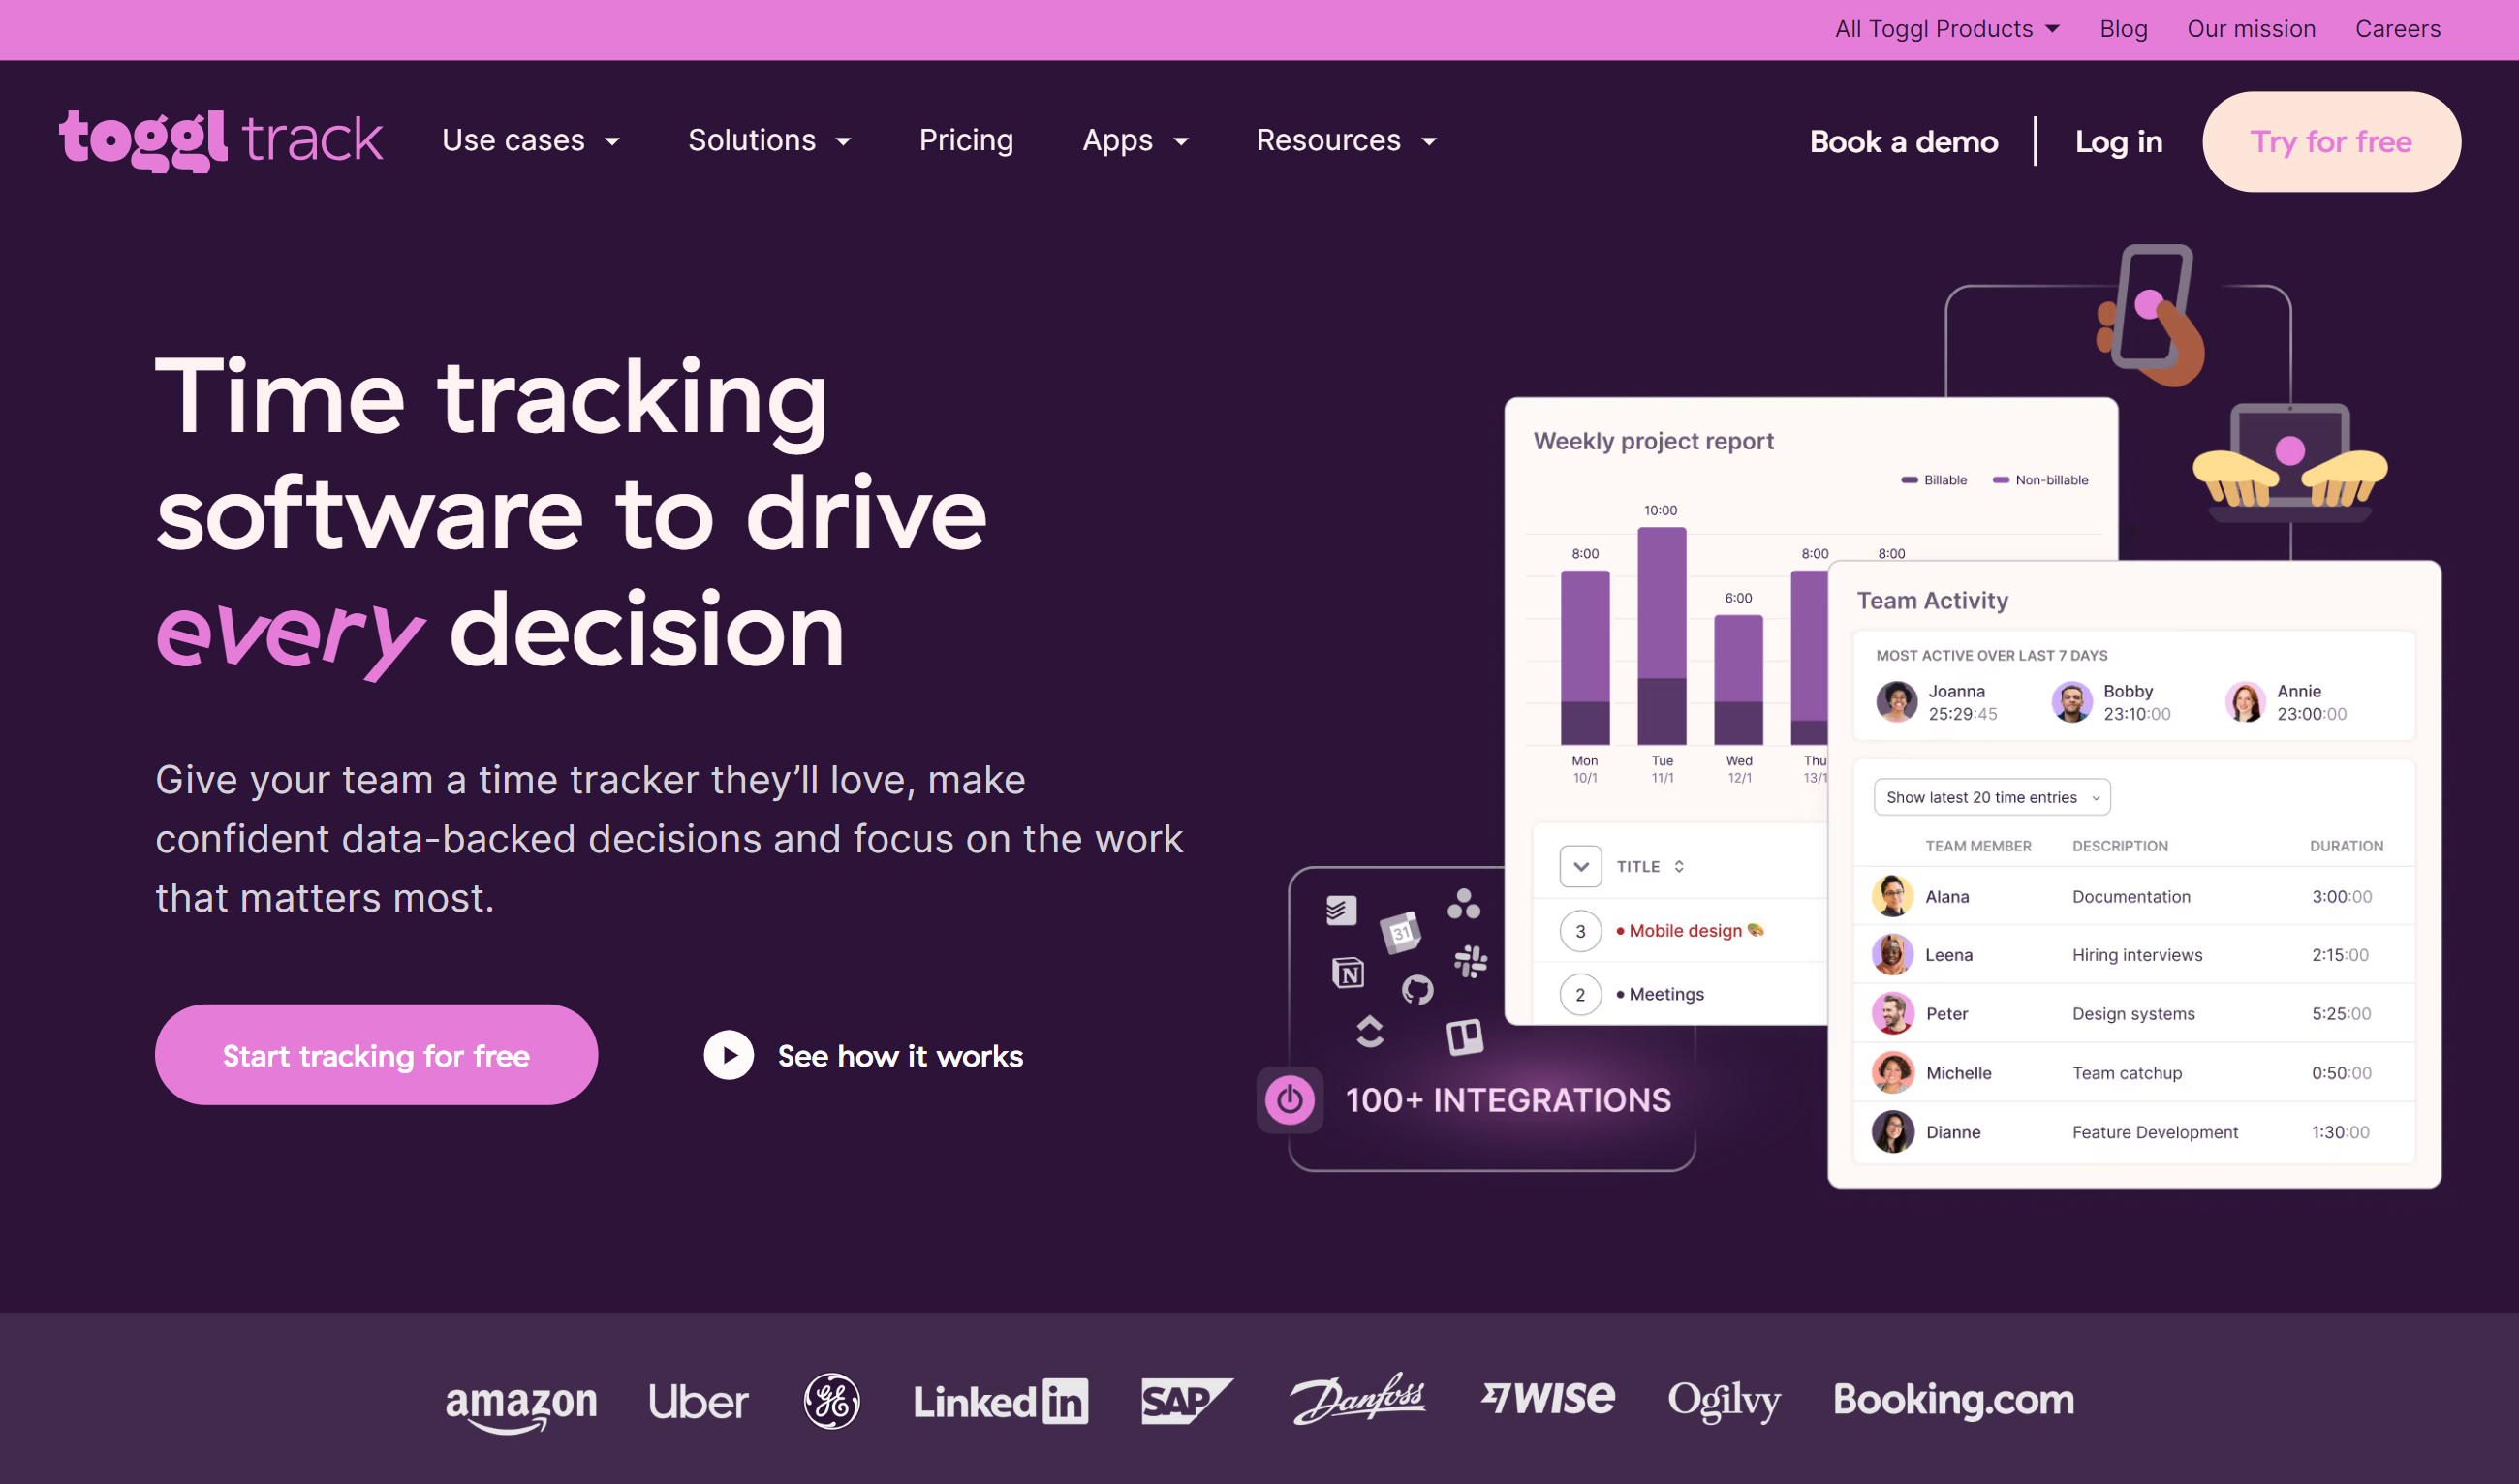 All Toggl Products
Blog
Our mission
Careers
toggl track
Use cases
Solutions
Pricing
Apps
Resources
Book a demo
Log in
Try for free
Time tracking
software to drive
every decision
Give your team a time tracker they’ll love, make
confident data-backed decisions and focus on the work
that matters most.
Start tracking for free
See how it works
Weekly project report
Billable
Non-billable
8:00
10:00
6:00
8:00
8:00
Mon
10/1
Tue
11/1
Wed
12/1
Thu
13/1
TITLE
3
Mobile design
2
Meetings
31
N
100+ INTEGRATIONS
Team Activity
MOST ACTIVE OVER LAST 7 DAYS
Joanna
25:29:45
Bobby
23:10:00
Annie
23:00:00
Show latest 20 time entries
TEAM MEMBER DESCRIPTION DURATION
Alana Documentation 3:00:00
Leena Hiring interviews 2:15:00
Peter Design systems 5:25:00
Michelle Team catchup 0:50:00
Dianne Feature Development 1:30:00
amazon
Uber
GE
LinkedIn
SAP
Danfoss
WISE
Ogilvy
Booking.com